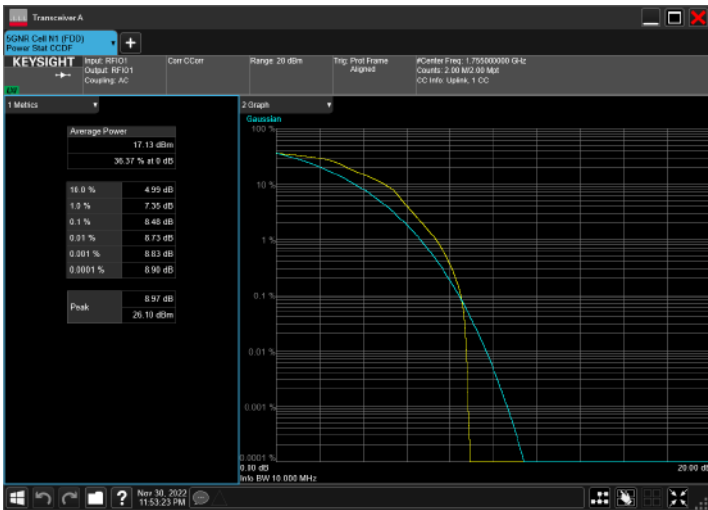 Transceiver A
5GNR Cell N1 (FDD)
Power Stat CCDF
KEYSIGHT
Input: RFIO1
Output: RFIO1
Coupling: AC
Corr CCorr
Range: 20 dBm
Trig: Prot Frame
Aligned
#Center Freq: 1.755000000 GHz
Counts: 2.00 M/2.00 Mpt
CC Info: Uplink, 1 CC
1 Metrics
2 Graph
Average Power
17.13 dBm
36.37 % at 0 dB
10.0 % 4.99 dB
1.0 % 7.35 dB
0.1 % 8.48 dB
0.01 % 8.73 dB
0.001 % 8.83 dB
0.0001 % 8.90 dB
Peak
8.97 dB
26.10 dBm
Gaussian
100 %
10 %
1 %
0.1 %
0.01 %
0.001 %
0.0001 %
0.00 dB
20.00 dB
Info BW 10.000 MHz
?
Nov 30, 2022
11:53:23 PM